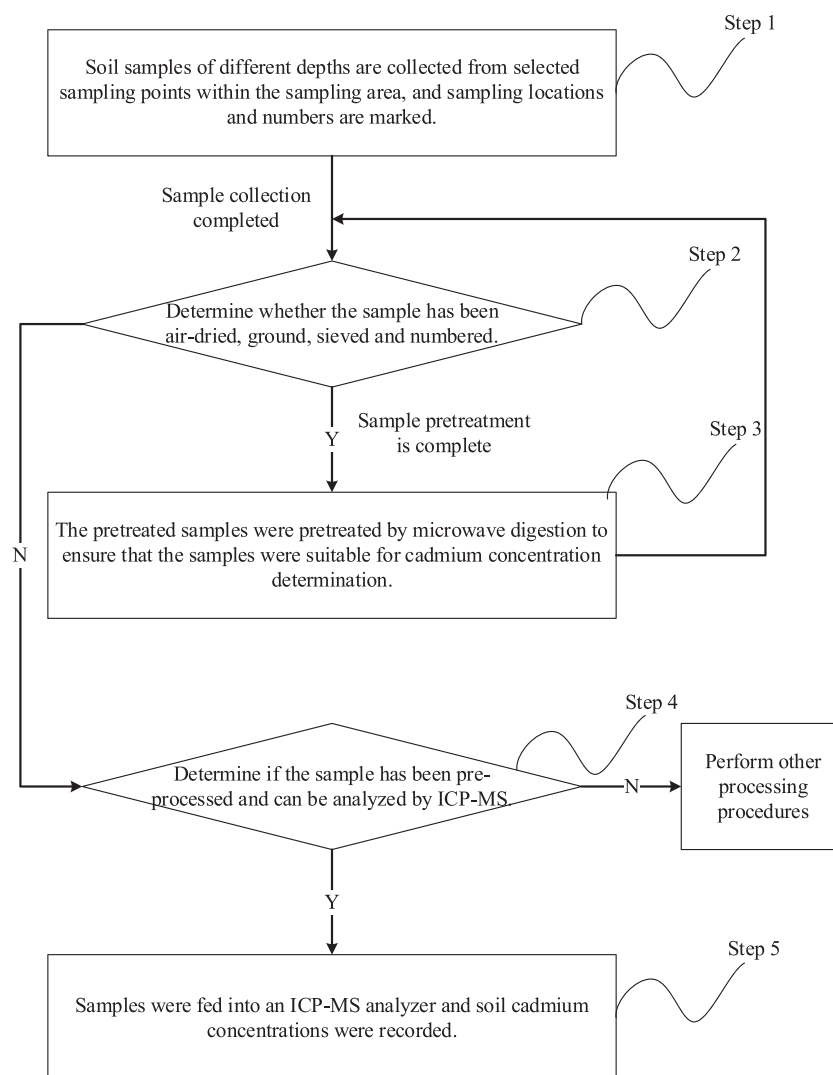 Step 1
Soil samples of different depths are collected from selected
sampling points within the sampling area, and sampling locations
and numbers are marked.
Sample collection
completed
Step 2
Determine whether the sample has been
air-dried, ground, sieved and numbered.
Y
Sample pretreatment
is complete
Step 3
The pretreated samples were pretreated by microwave digestion to
ensure that the samples were suitable for cadmium concentration
determination.
N
Step 4
Determine if the sample has been pre-
processed and can be analyzed by ICP-MS.
N
Perform other
processing
procedures
Y
Step 5
Samples were fed into an ICP-MS analyzer and soil cadmium
concentrations were recorded.